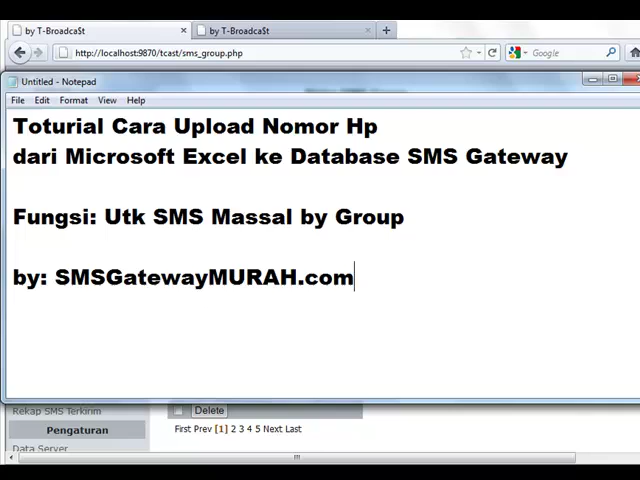 by T-Broadca$t
by T-Broadca$t
http://localhost:9870/tcast/sms_group.php
Google
Untitled - Notepad
File Edit Format View Help
Toturial Cara Upload Nomor Hp
dari Microsoft Excel ke Database SMS Gateway
Fungsi: Utk SMS Massal by Group
by: SMSGatewayMURAH.com
Rekap SMS Terkirim
Delete
Pengaturan
First Prev [1] 2 3 4 5 Next Last
Data Server